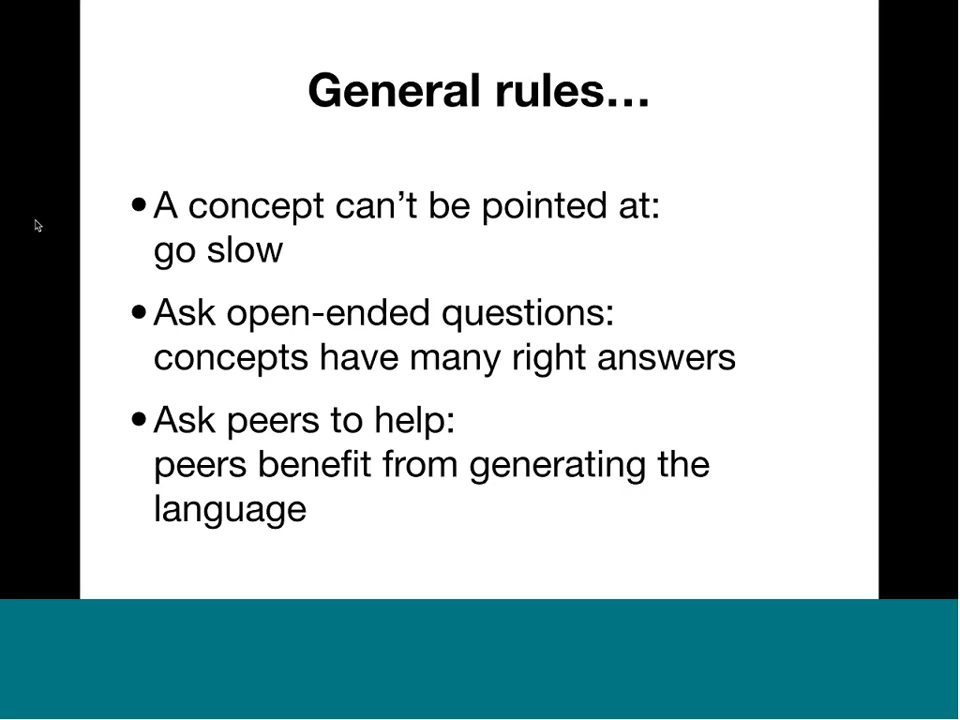 General rules…
•A concept can’t be pointed at:
go slow
•Ask open-ended questions:
concepts have many right answers
•Ask peers to help:
peers benefit from generating the
language